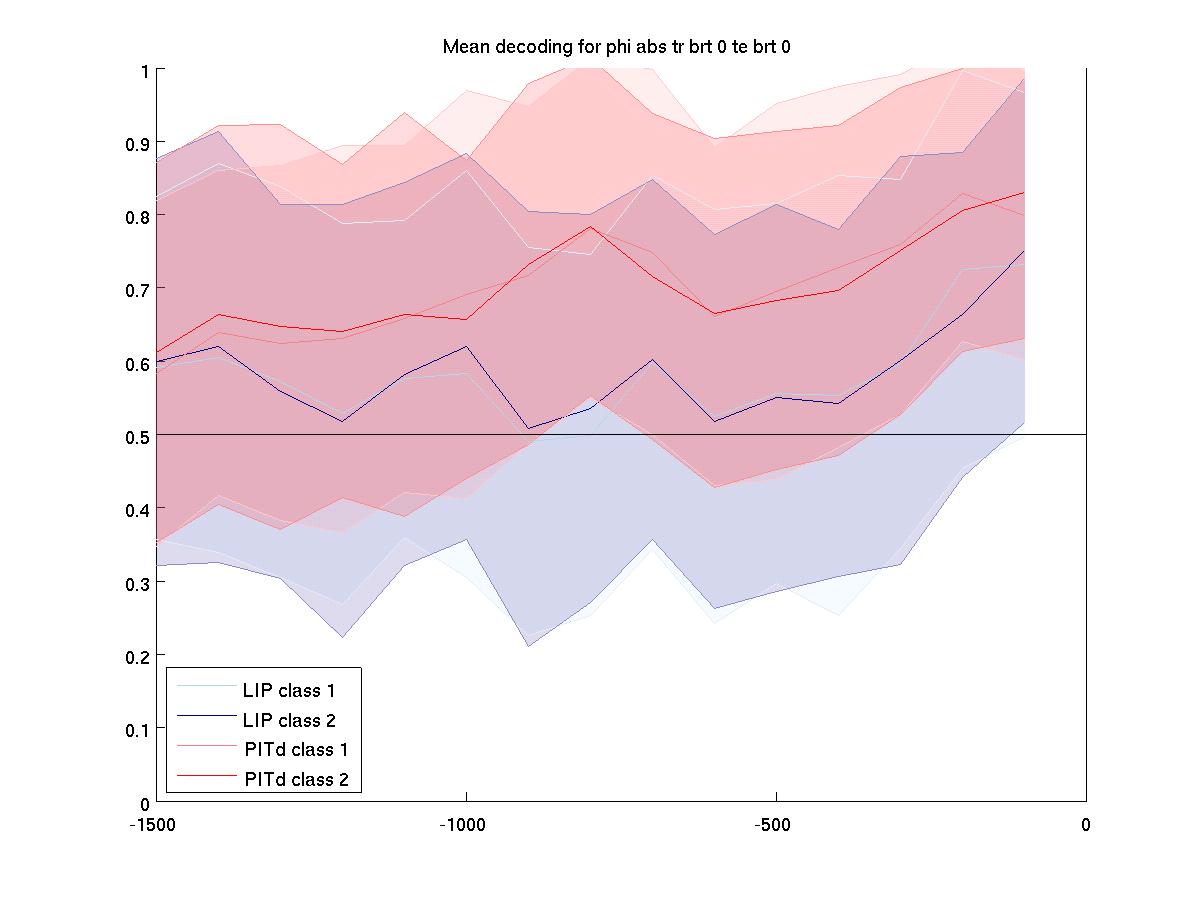 Mean decoding for phi abs tr brt 0 te brt 0
1
0.9
0.8
0.7
0.6
0.5
0.4
0.3
0.2
0.1
0
LIP class 1
LIP class 2
PITd class 1
PITd class 2
-1500 -1000 -500 0